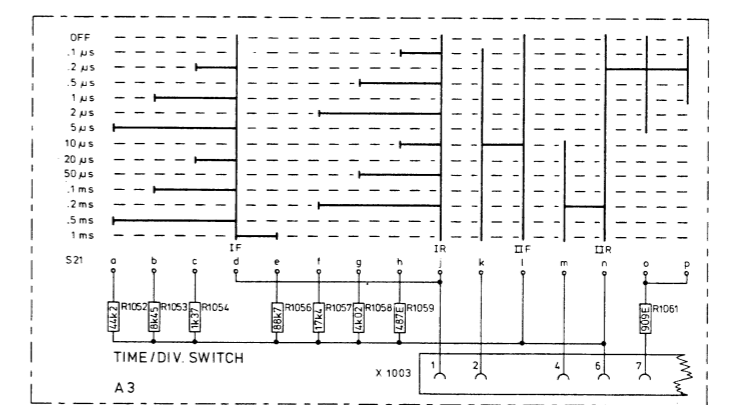 OFF
.1 µs
.2 µs
.5 µs
1 µs
2 µs
5 µs
10 µs
20 µs
50 µs
.1 ms
.2 ms
.5 ms
1 ms
IF IR IIF IIR
S21 a b c d e f g h j k l m n o p
44k2 R1052 8k45 R1053 1k37 R1054 88k7 R1056 17k4 R1057 4k02 R1058 487E R1059 909E R1061
TIME/DIV. SWITCH
X 1003 1 2 4 6 7
A3